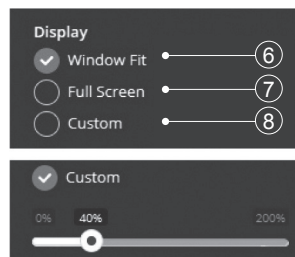 Display
Window Fit ⑥
Full Screen ⑦
Custom ⑧
Custom
0% 40% 200%